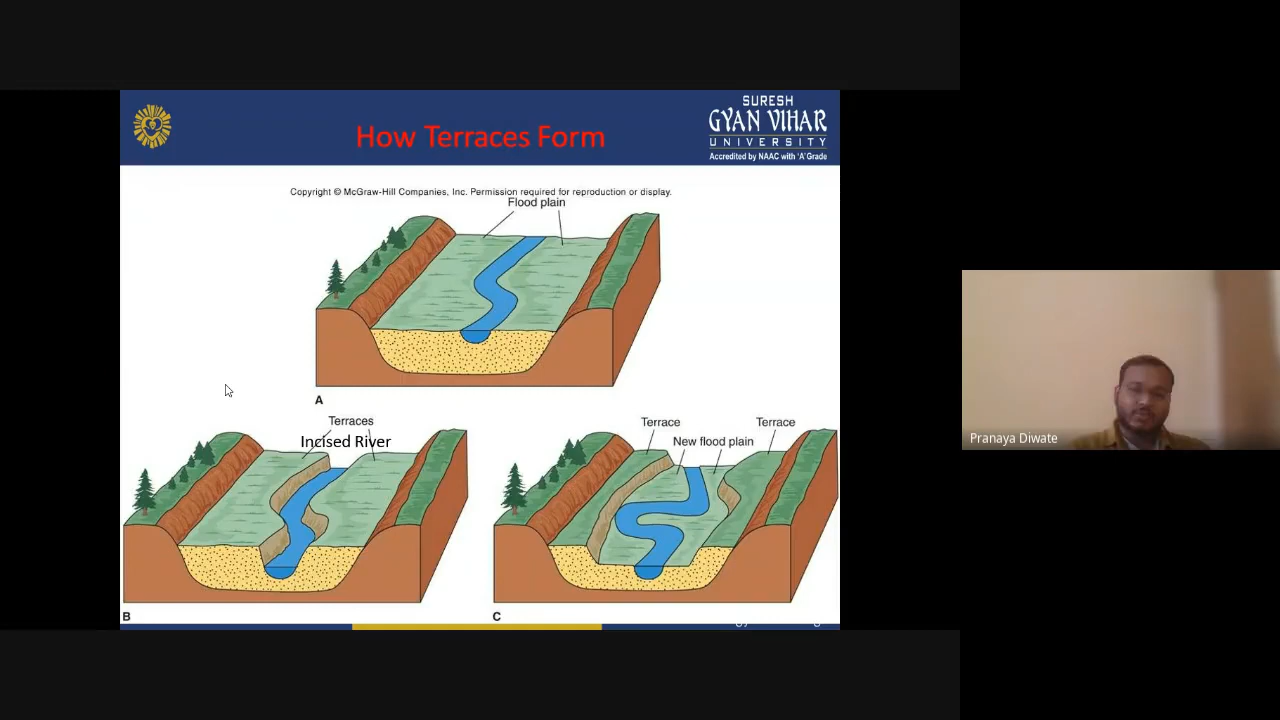 SURESH
GYAN VIHAR
UNIVERSITY
Accredited by NAAC with 'A' Grade
How Terraces Form
Copyright © McGraw-Hill Companies, Inc. Permission required for reproduction or display.
Flood plain
A
Terraces
Incised River
B
Terrace
Terrace
New flood plain
C
Pranaya Diwate